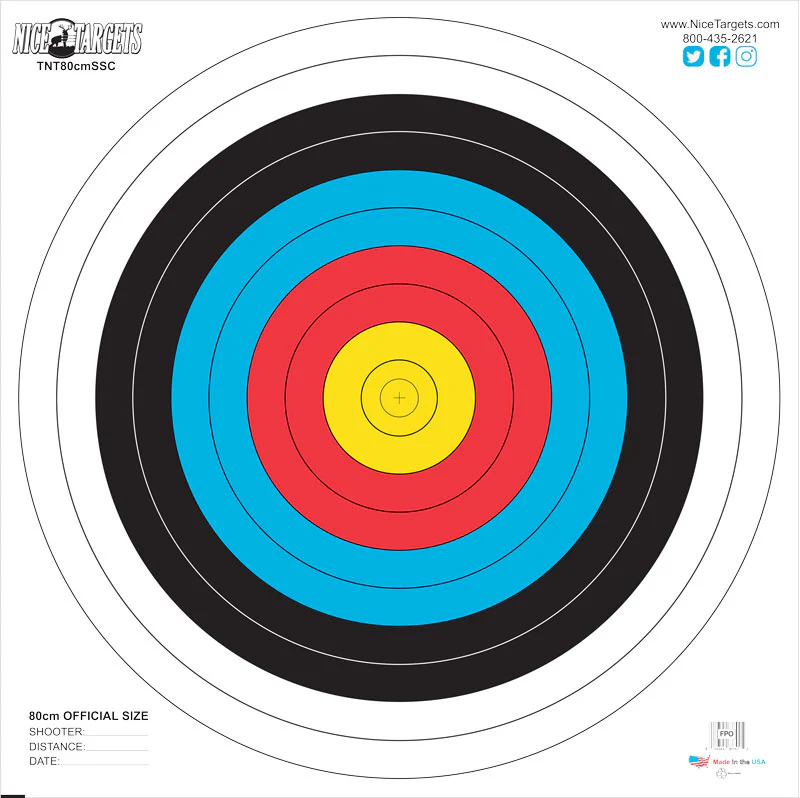 NICE TARGETS
TNT80cmSSC
www.NiceTargets.com
800-435-2621
80cm OFFICIAL SIZE
SHOOTER:
DISTANCE:
DATE:
FPO
Made In the USA